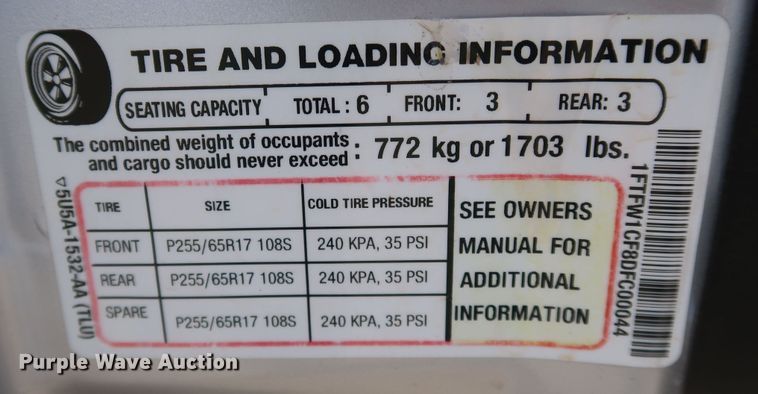 TIRE AND LOADING INFORMATION
SEATING CAPACITY TOTAL : 6 FRONT: 3 REAR: 3
The combined weight of occupants and cargo should never exceed : 772 kg or 1703 lbs.
TIRE SIZE COLD TIRE PRESSURE
FRONT P255/65R17 108S 240 KPA, 35 PSI
REAR P255/65R17 108S 240 KPA, 35 PSI
SPARE P255/65R17 108S 240 KPA, 35 PSI
SEE OWNERS
MANUAL FOR
ADDITIONAL
INFORMATION
5U5A-1532-AA (TLU)
1FTFW1CF8DFC00044
Purple Wave Auction